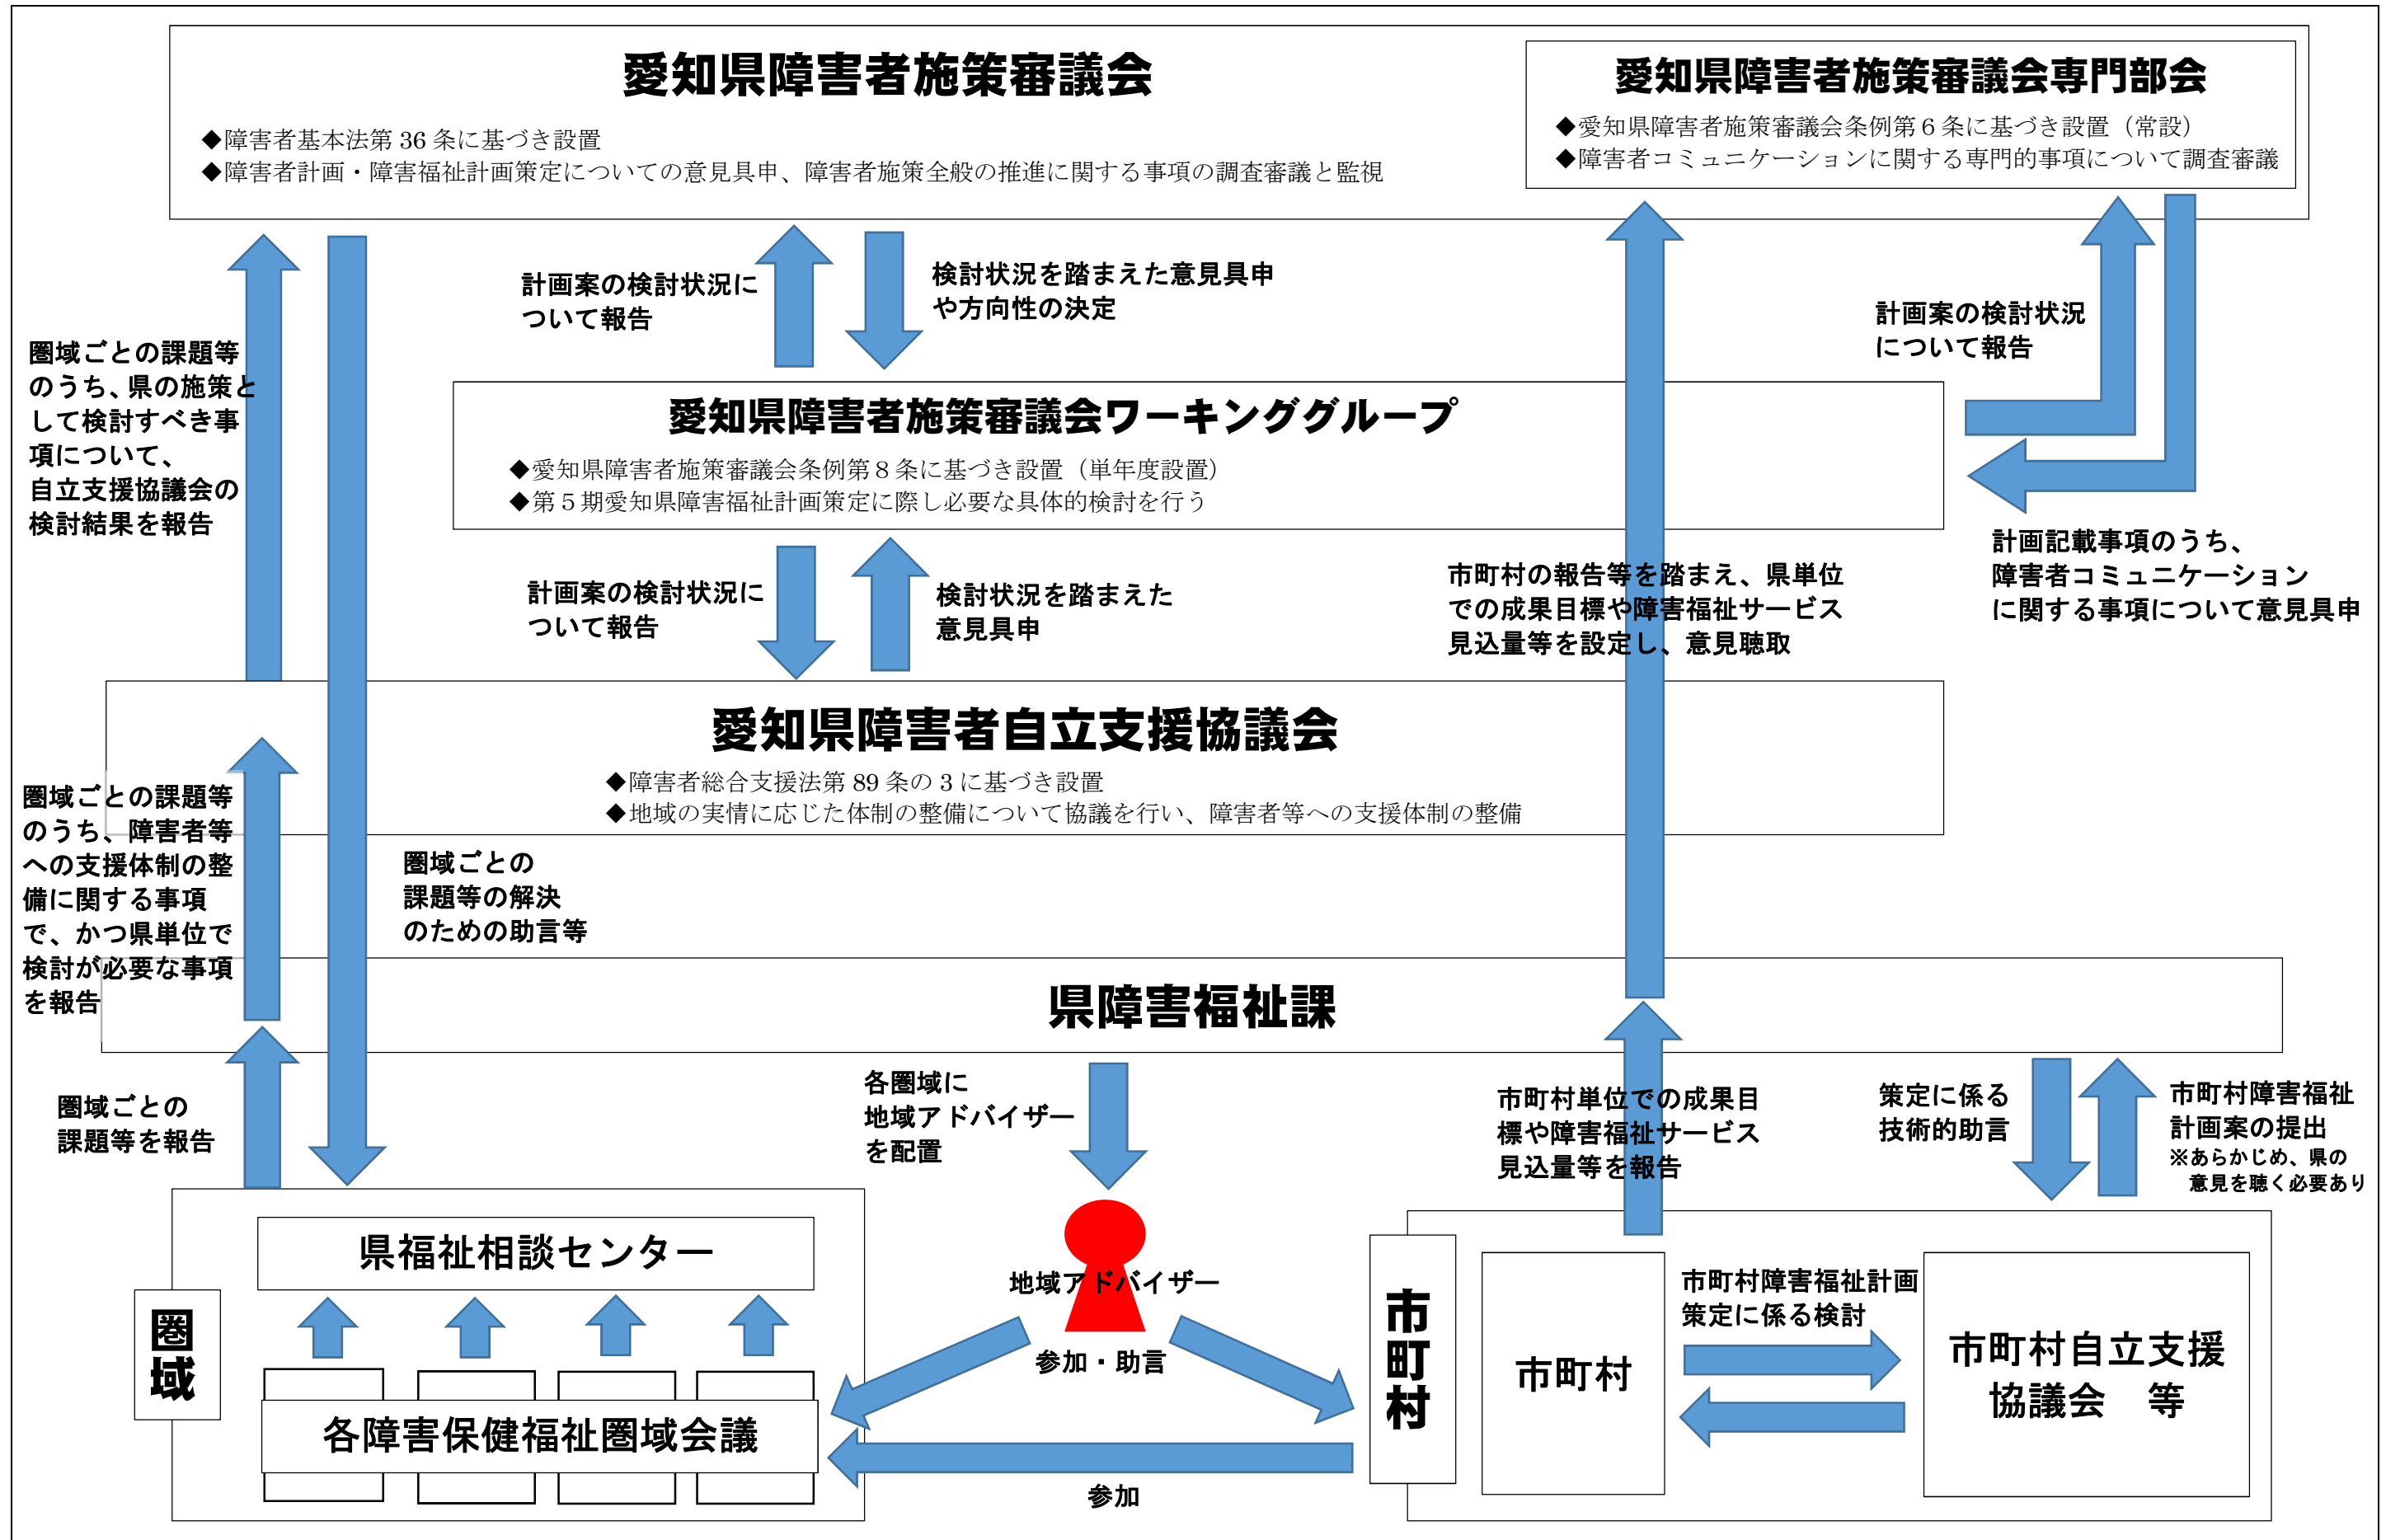 愛知県障害者施策審議会
◆障害者基本法第 36 条に基づき設置
◆障害者計画・障害福祉計画策定についての意見具申、障害者施策全般の推進に関する事項の調査審議と監視
愛知県障害者施策審議会専門部会
◆愛知県障害者施策審議会条例第６条に基づき設置（常設）
◆障害者コミュニケーションに関する専門的事項について調査審議
計画案の検討状況に
ついて報告
検討状況を踏まえた意見具申
や方向性の決定
計画案の検討状況
について報告
圏域ごとの課題等
のうち、県の施策と
して検討すべき事
項について、
自立支援協議会の
検討結果を報告
愛知県障害者施策審議会ワーキンググループ
◆愛知県障害者施策審議会条例第８条に基づき設置（単年度設置）
◆第５期愛知県障害福祉計画策定に際し必要な具体的検討を行う
計画記載事項のうち、
障害者コミュニケーション
に関する事項について意見具申
計画案の検討状況に
ついて報告
検討状況を踏まえた
意見具申
市町村の報告等を踏まえ、県単位
での成果目標や障害福祉サービス
見込量等を設定し、意見聴取
愛知県障害者自立支援協議会
◆障害者総合支援法第 89 条の 3 に基づき設置
◆地域の実情に応じた体制の整備について協議を行い、障害者等への支援体制の整備
圏域ごとの課題等
のうち、障害者等
への支援体制の整
備に関する事項
で、かつ県単位で
検討が必要な事項
を報告
圏域ごとの
課題等の解決
のための助言等
県障害福祉課
圏域ごとの
課題等を報告
各圏域に
地域アドバイザー
を配置
市町村単位での成果目
標や障害福祉サービス
見込量等を報告
策定に係る
技術的助言
市町村障害福祉
計画案の提出
※あらかじめ、県の
意見を聴く必要あり
圏域
県福祉相談センター
各障害保健福祉圏域会議
地域アドバイザー
参加・助言
参加
市町村
市町村
市町村障害福祉計画
策定に係る検討
市町村自立支援
協議会　等